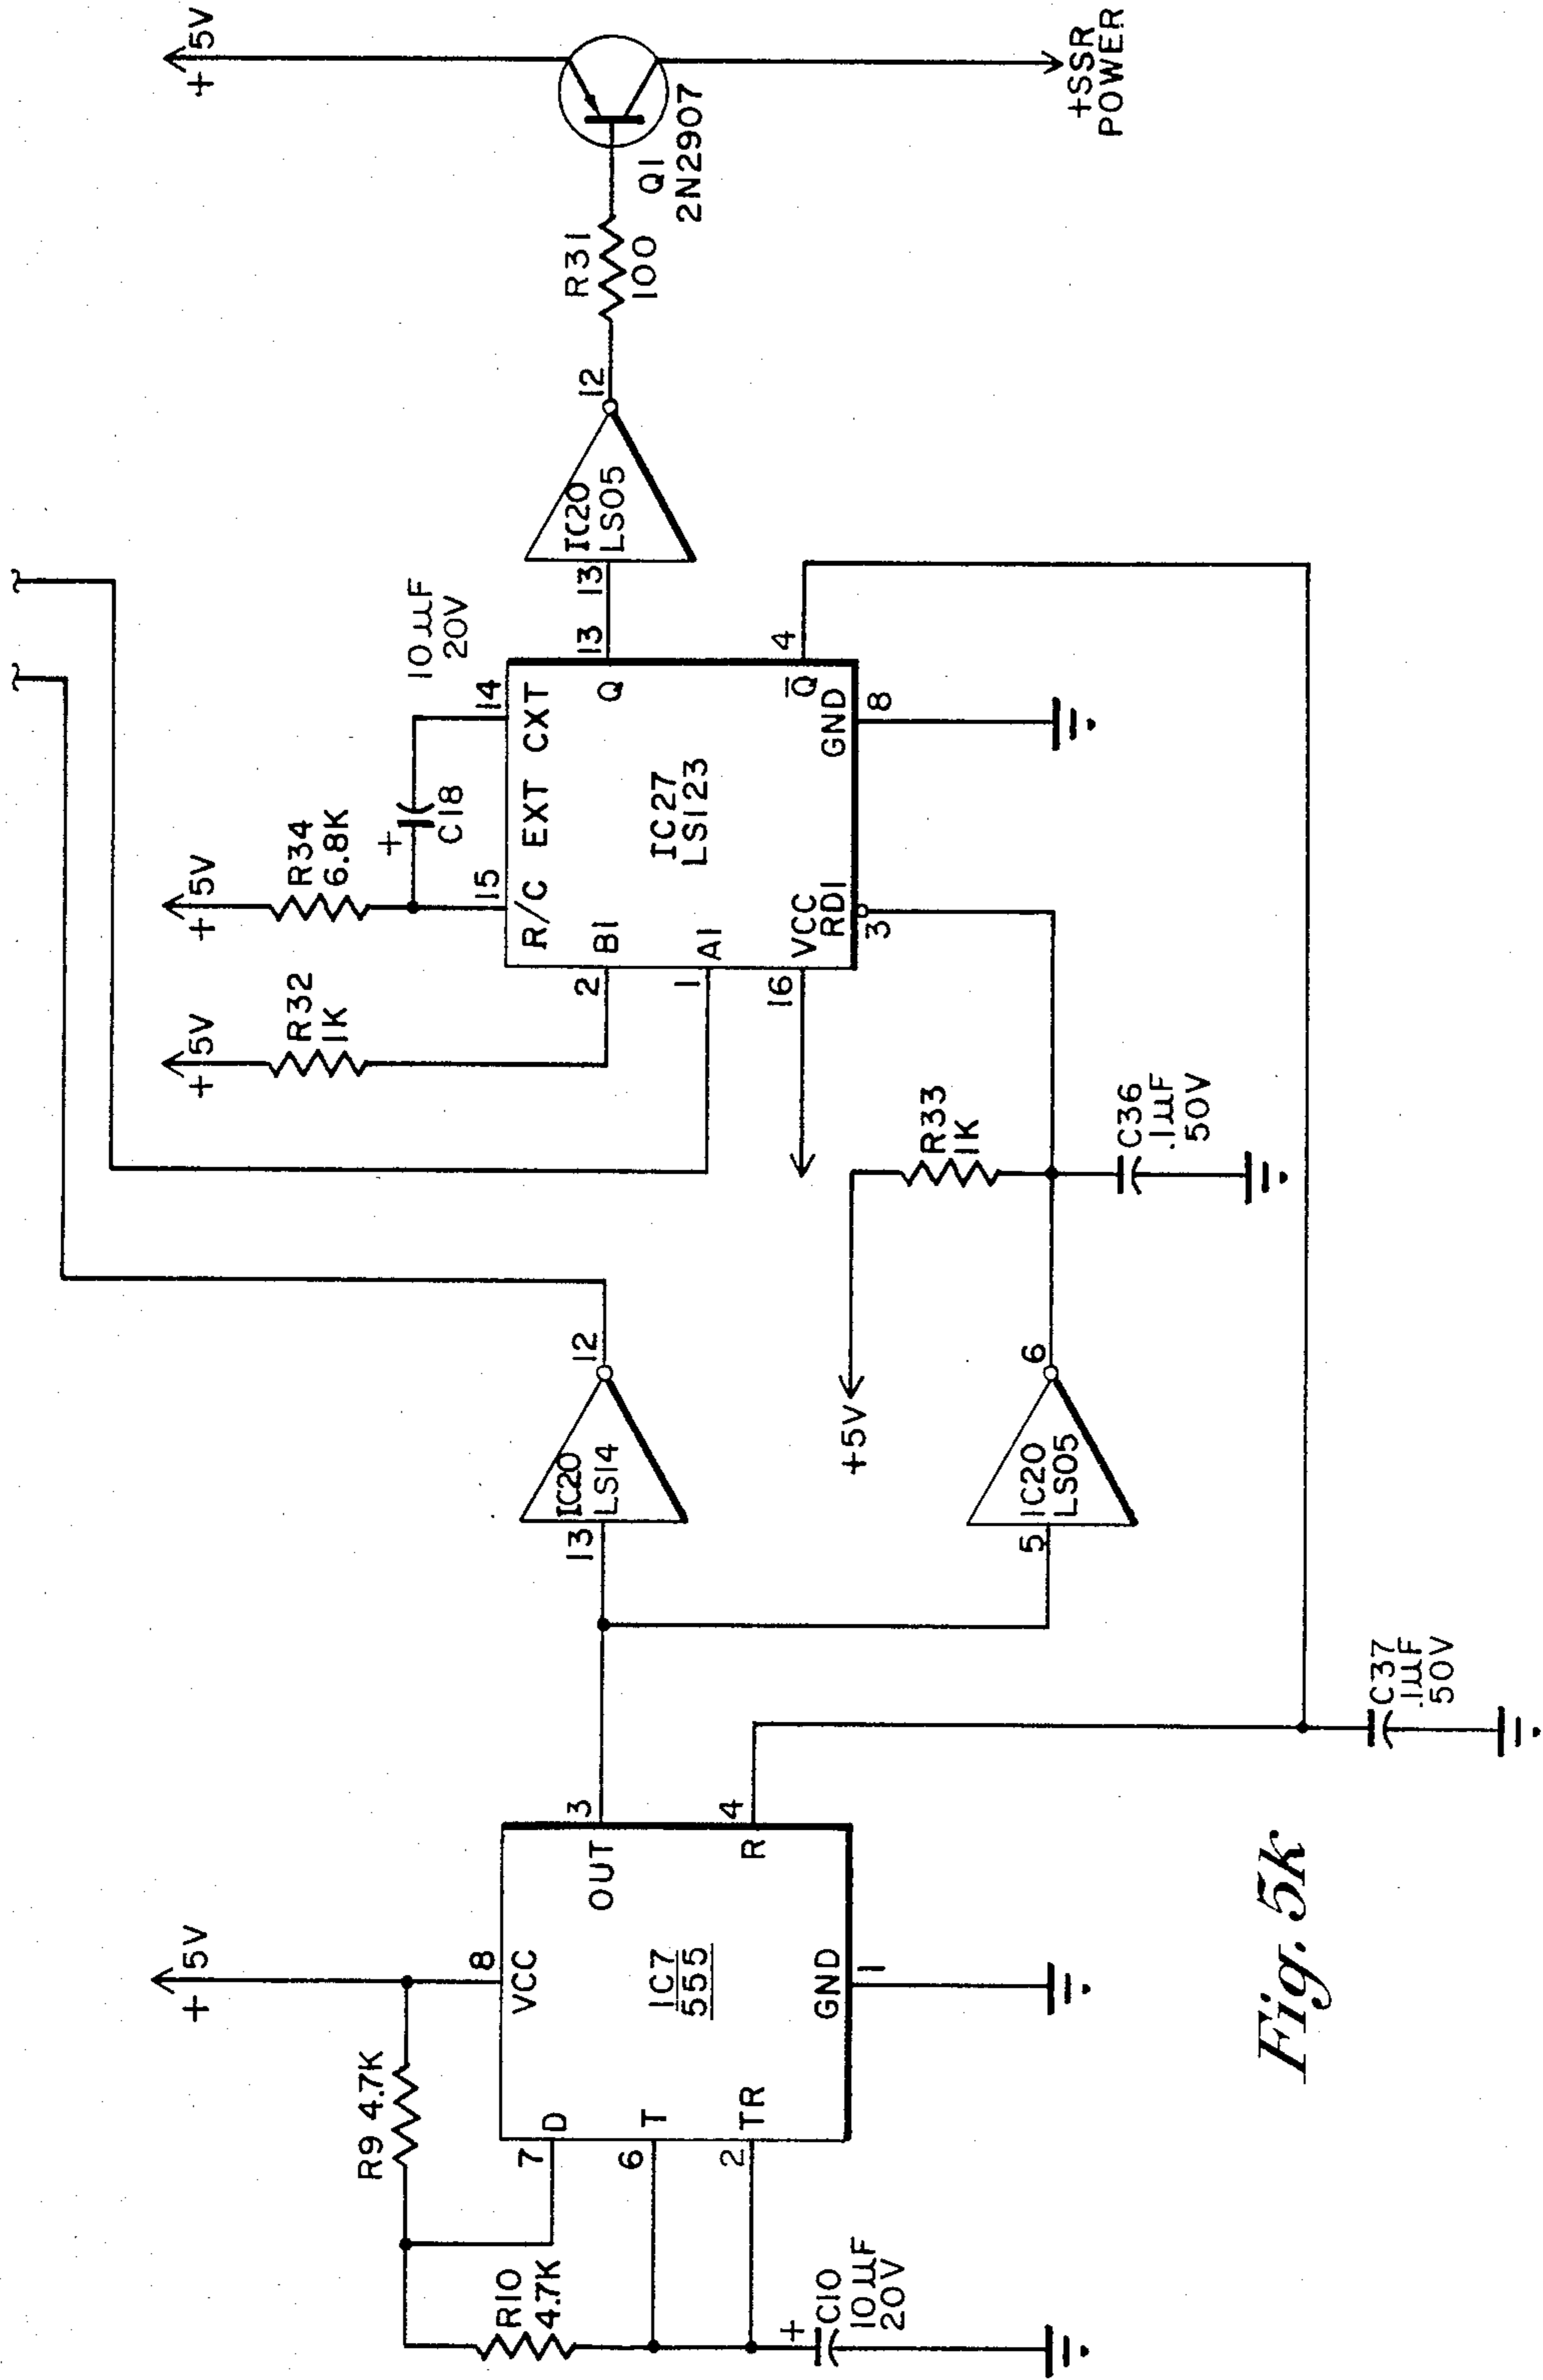 +5V
R9 4.7K
R10
4.7K
+
C10
10µF
20V
7
D
6
T
2
TR
8
VCC
IC7
555
GND
1
OUT
3
R
4
C37
.1µF
50V
13
IC20
LS14
12
5
IC20
LS05
6
+5V
R33
1K
C36
.1µF
50V
+5V
R32
1K
+5V
R34
6.8K
+
C18
10µF
20V
15
14
R/C EXT CXT
2
B1
1
A1
16
VCC
RD1
3
IC27
LS123
Q
13
Q̅
4
GND
8
13
IC20
LS05
12
R31
100
Q1
2N2907
+5V
+SSR
POWER
Fig. 5K